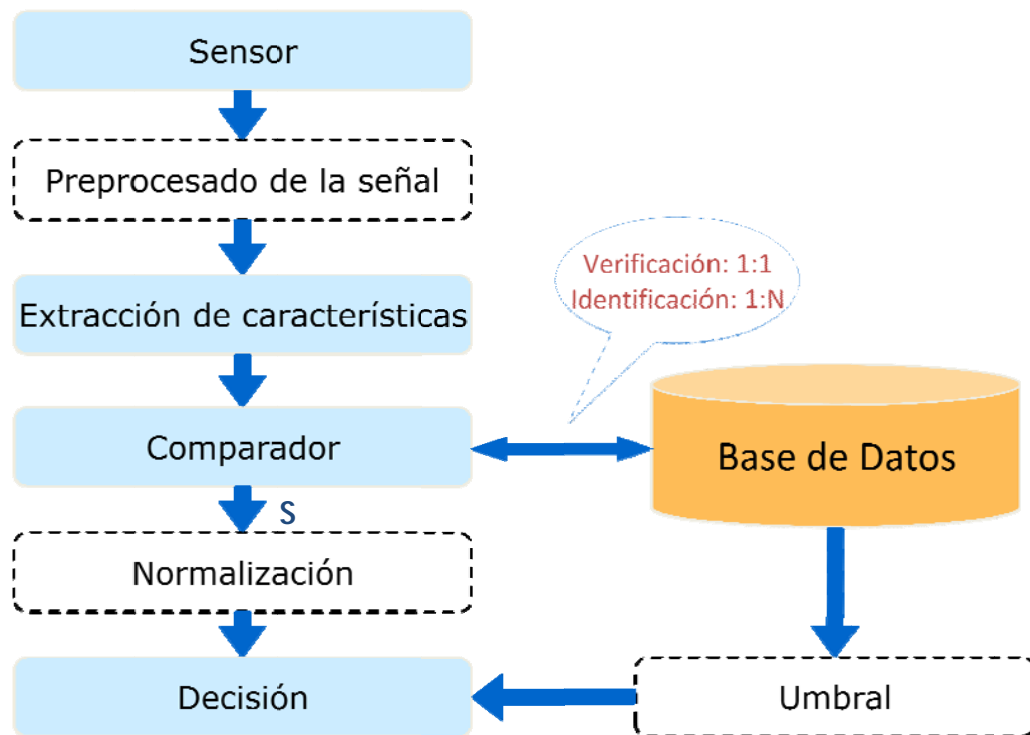 Sensor
Preprocesado de la señal
Extracción de características
Verificación: 1:1
Identificación: 1:N
Comparador
Base de Datos
S
Normalización
Decisión
Umbral